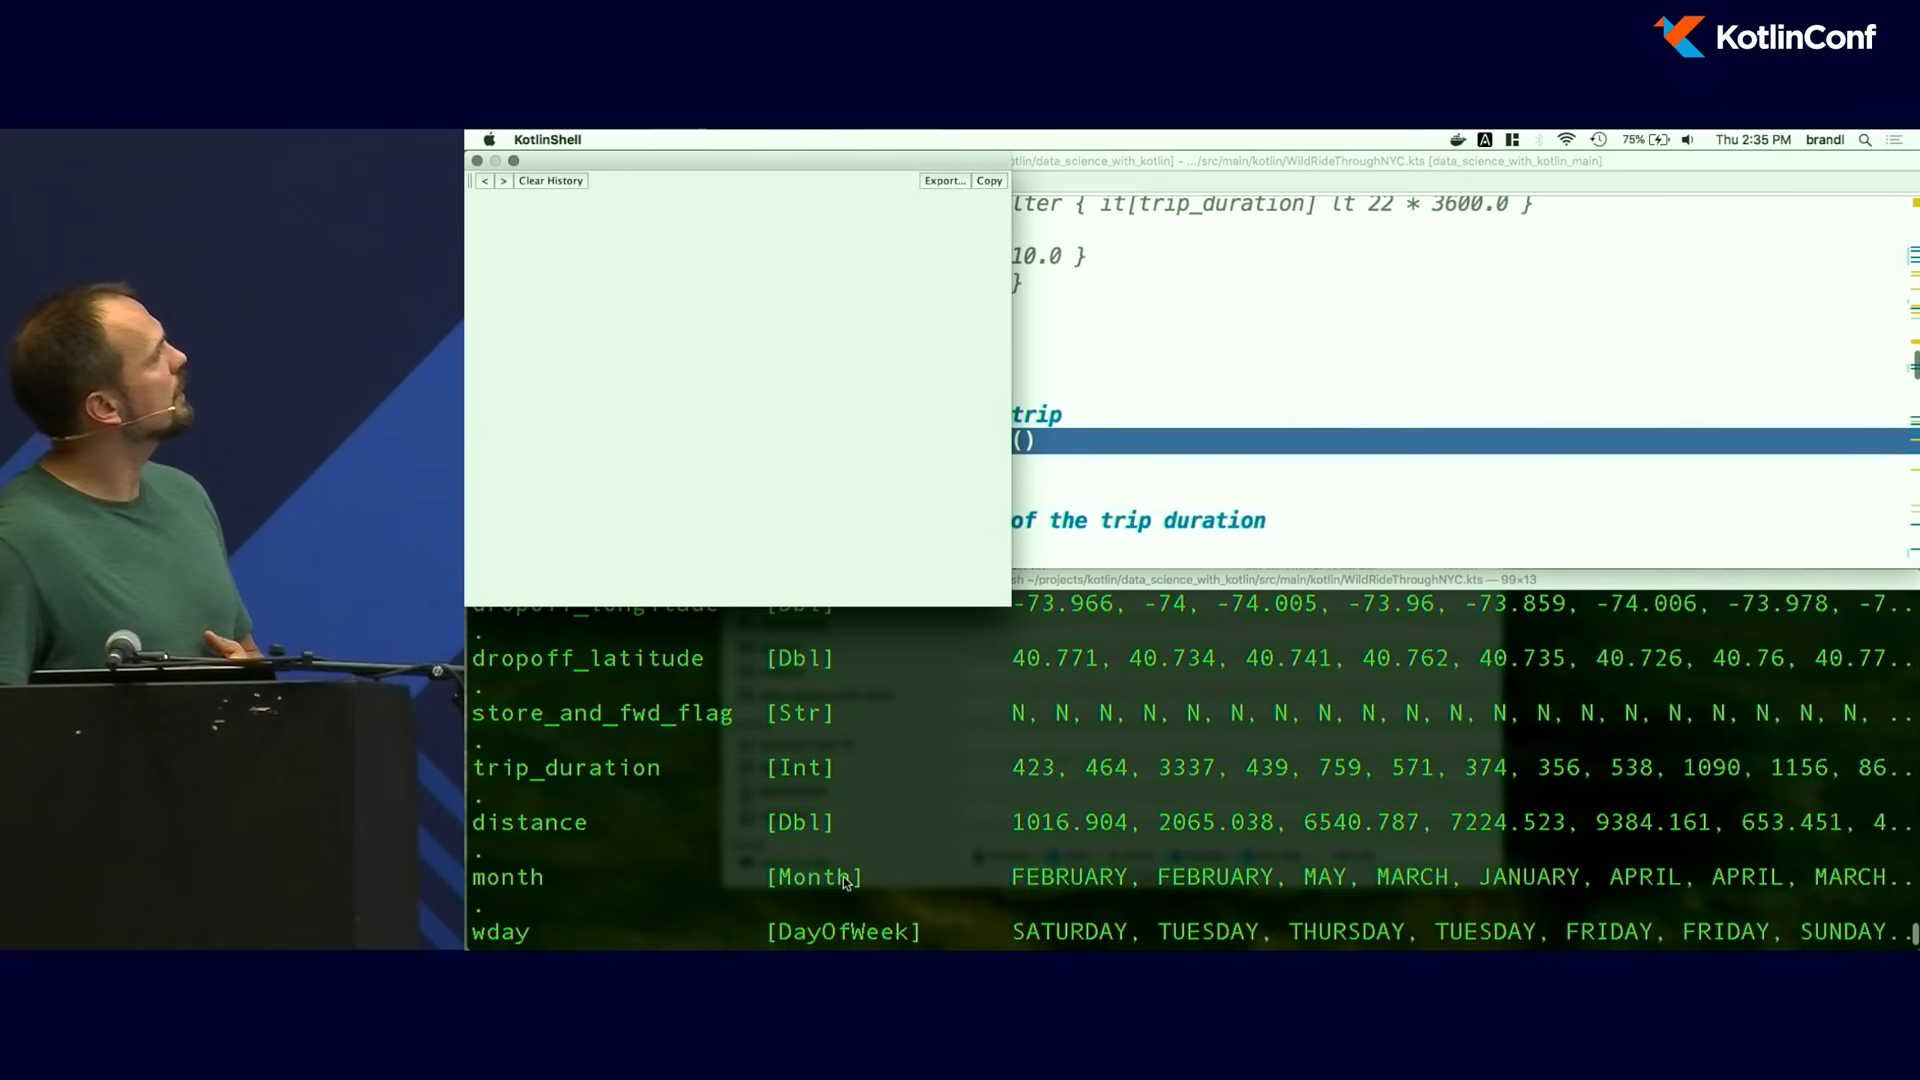 KotlinConf
KotlinShell
75%
Thu 2:35 PM
brandl
otlin/data_science_with_kotlin] - .../src/main/kotlin/WildRideThroughNYC.kts [data_science_with_kotlin_main]
< > Clear History
Export... Copy
lter { it[trip_duration] lt 22 * 3600.0 }
10.0 }
}
trip
()
of the trip duration
sh ~/projects/kotlin/data_science_with_kotlin/src/main/kotlin/WildRideThroughNYC.kts — 99×13
dropoff_longitude [Dbl] -73.966, -74, -74.005, -73.96, -73.859, -74.006, -73.978, -7..
.
dropoff_latitude [Dbl] 40.771, 40.734, 40.741, 40.762, 40.735, 40.726, 40.76, 40.77..
.
store_and_fwd_flag [Str] N, N, N, N, N, N, N, N, N, N, N, N, N, N, N, N, N, N, N, N, ..
.
trip_duration [Int] 423, 464, 3337, 439, 759, 571, 374, 356, 538, 1090, 1156, 86..
.
distance [Dbl] 1016.904, 2065.038, 6540.787, 7224.523, 9384.161, 653.451, 4..
.
month [Month] FEBRUARY, FEBRUARY, MAY, MARCH, JANUARY, APRIL, APRIL, MARCH..
.
wday [DayOfWeek] SATURDAY, TUESDAY, THURSDAY, TUESDAY, FRIDAY, FRIDAY, SUNDAY..